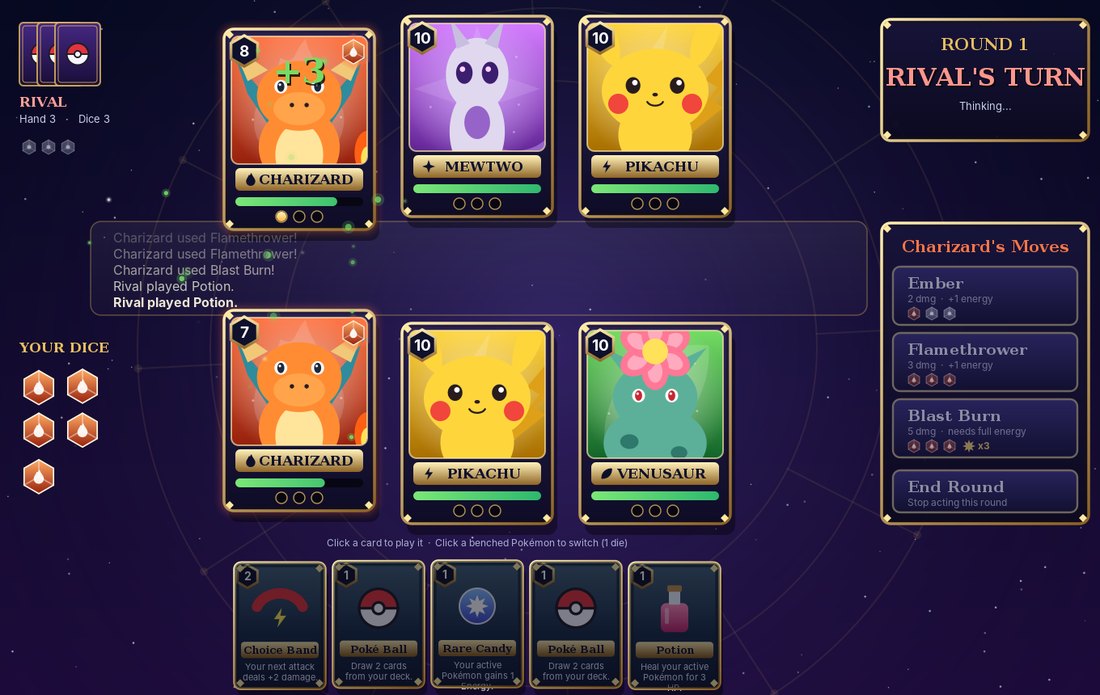 RIVAL
Hand 3 · Dice 3
8
+3
CHARIZARD
10
MEWTWO
10
PIKACHU
ROUND 1
RIVAL'S TURN
Thinking...
· Charizard used Flamethrower!
Charizard used Flamethrower!
Charizard used Blast Burn!
Rival played Potion.
Rival played Potion.
YOUR DICE
7
CHARIZARD
10
PIKACHU
10
VENUSAUR
Charizard's Moves
Ember
2 dmg · +1 energy
Flamethrower
3 dmg · +1 energy
Blast Burn
5 dmg · needs full energy
x3
End Round
Stop acting this round
Click a card to play it · Click a benched Pokémon to switch (1 die)
2
Choice Band
Your next attack
deals +2 damage.
1
Poké Ball
Draw 2 cards
from your deck.
1
Rare Candy
Your active
Pokémon gains 1
Energy.
1
Poké Ball
Draw 2 cards
from your deck.
1
Potion
Heal your active
Pokémon for 3
HP.